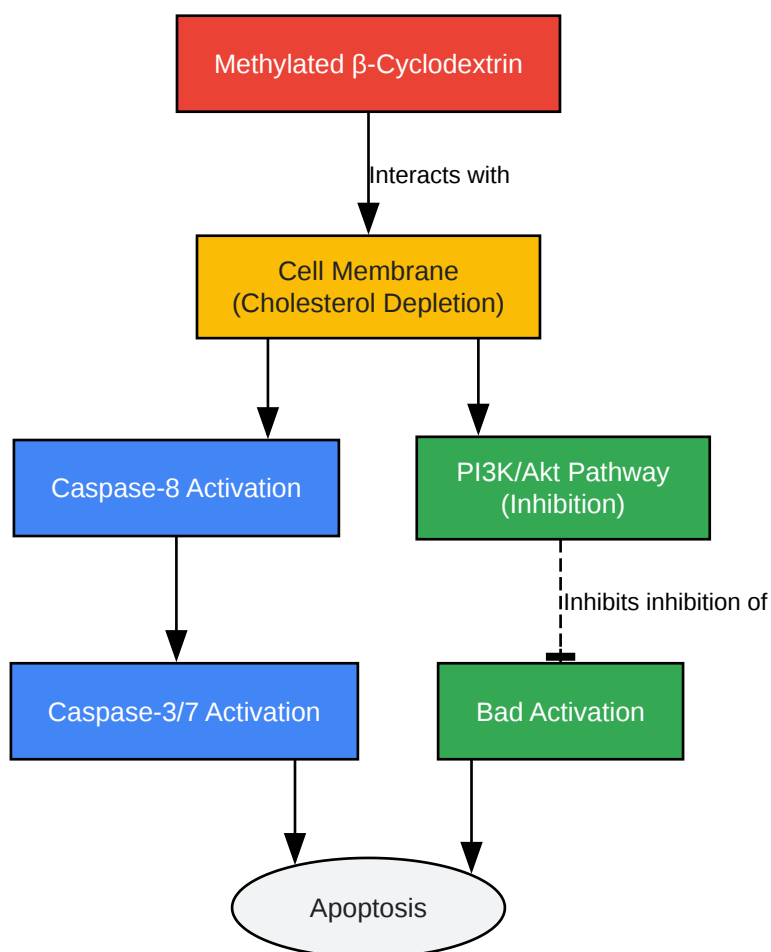 Methylated β-Cyclodextrin
Interacts with
Cell Membrane
(Cholesterol Depletion)
Caspase-8 Activation
PI3K/Akt Pathway
(Inhibition)
Inhibits inhibition of
Caspase-3/7 Activation
Bad Activation
Apoptosis